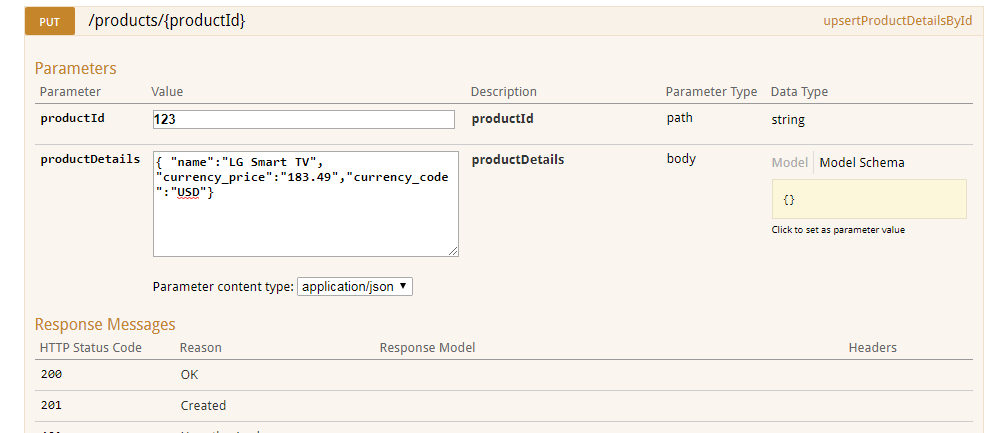 PUT /products/{productId} upsertProductDetailsById
Parameters
Parameter Value Description Parameter Type Data Type
productId 123 productId path string
productDetails { "name":"LG Smart TV", productDetails body Model Model Schema
"currency_price":"183.49","currency_code
":"USD"}
{}
Click to set as parameter value
Parameter content type: application/json
Response Messages
HTTP Status Code Reason Response Model Headers
200 OK
201 Created